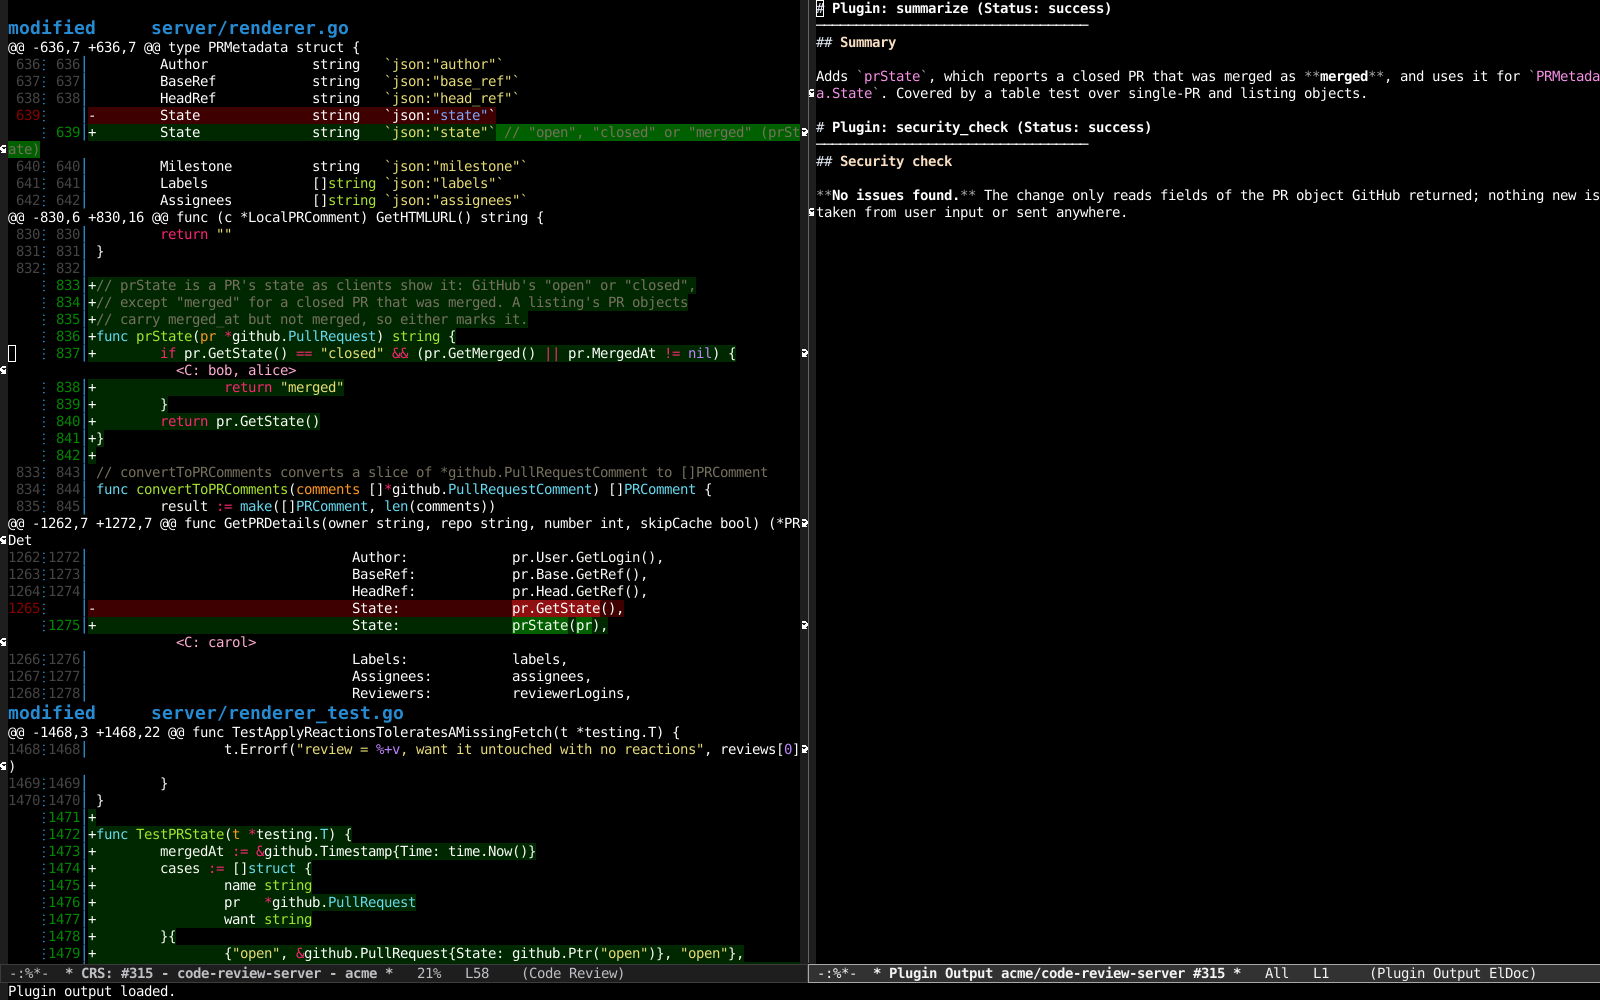 modified     server/renderer.go
@@ -636,7 +636,7 @@ type PRMetadata struct {
636 636 Author string `json:"author"`
637 637 BaseRef string `json:"base_ref"`
638 638 HeadRef string `json:"head_ref"`
639 - State string `json:"state"`
639 + State string `json:"state"` // "open", "closed" or "merged" (prSt
ate)
640 640 Milestone string `json:"milestone"`
641 641 Labels []string `json:"labels"`
642 642 Assignees []string `json:"assignees"`
@@ -830,6 +830,16 @@ func (c *LocalPRComment) GetHTMLURL() string {
830 830 return ""
831 831 }
832 832
833 +// prState is a PR's state as clients show it: GitHub's "open" or "closed",
834 +// except "merged" for a closed PR that was merged. A listing's PR objects
835 +// carry merged_at but not merged, so either marks it.
836 +func prState(pr *github.PullRequest) string {
837 + if pr.GetState() == "closed" && (pr.GetMerged() || pr.MergedAt != nil) {
<C: bob, alice>
838 + return "merged"
839 + }
840 + return pr.GetState()
841 +}
842 +
833 843 // convertToPRComments converts a slice of *github.PullRequestComment to []PRComment
834 844 func convertToPRComments(comments []*github.PullRequestComment) []PRComment {
835 845 result := make([]PRComment, len(comments))
@@ -1262,7 +1272,7 @@ func GetPRDetails(owner string, repo string, number int, skipCache bool) (*PR
Det
1262 1272 Author: pr.User.GetLogin(),
1263 1273 BaseRef: pr.Base.GetRef(),
1264 1274 HeadRef: pr.Head.GetRef(),
1265 - State: pr.GetState(),
1275 + State: prState(pr),
<C: carol>
1266 1276 Labels: labels,
1267 1277 Assignees: assignees,
1268 1278 Reviewers: reviewerLogins,
modified     server/renderer_test.go
@@ -1468,3 +1468,22 @@ func TestApplyReactionsToleratesAMissingFetch(t *testing.T) {
1468 1468 t.Errorf("review = %+v, want it untouched with no reactions", reviews[0]
)
1469 1469 }
1470 1470 }
1471 +
1472 +func TestPRState(t *testing.T) {
1473 + mergedAt := &github.Timestamp{Time: time.Now()}
1474 + cases := []struct {
1475 + name string
1476 + pr *github.PullRequest
1477 + want string
1478 + }{
1479 + {"open", &github.PullRequest{State: github.Ptr("open")}, "open"},
-:%*-  * CRS: #315 - code-review-server - acme *   21%   L58    (Code Review)
# Plugin: summarize (Status: success)
## Summary
Adds `prState`, which reports a closed PR that was merged as **merged**, and uses it for `PRMetadat
a.State`. Covered by a table test over single-PR and listing objects.
# Plugin: security_check (Status: success)
## Security check
**No issues found.** The change only reads fields of the PR object GitHub returned; nothing new is
taken from user input or sent anywhere.
-:%*-  * Plugin Output acme/code-review-server #315 *   All   L1     (Plugin Output ElDoc)
Plugin output loaded.